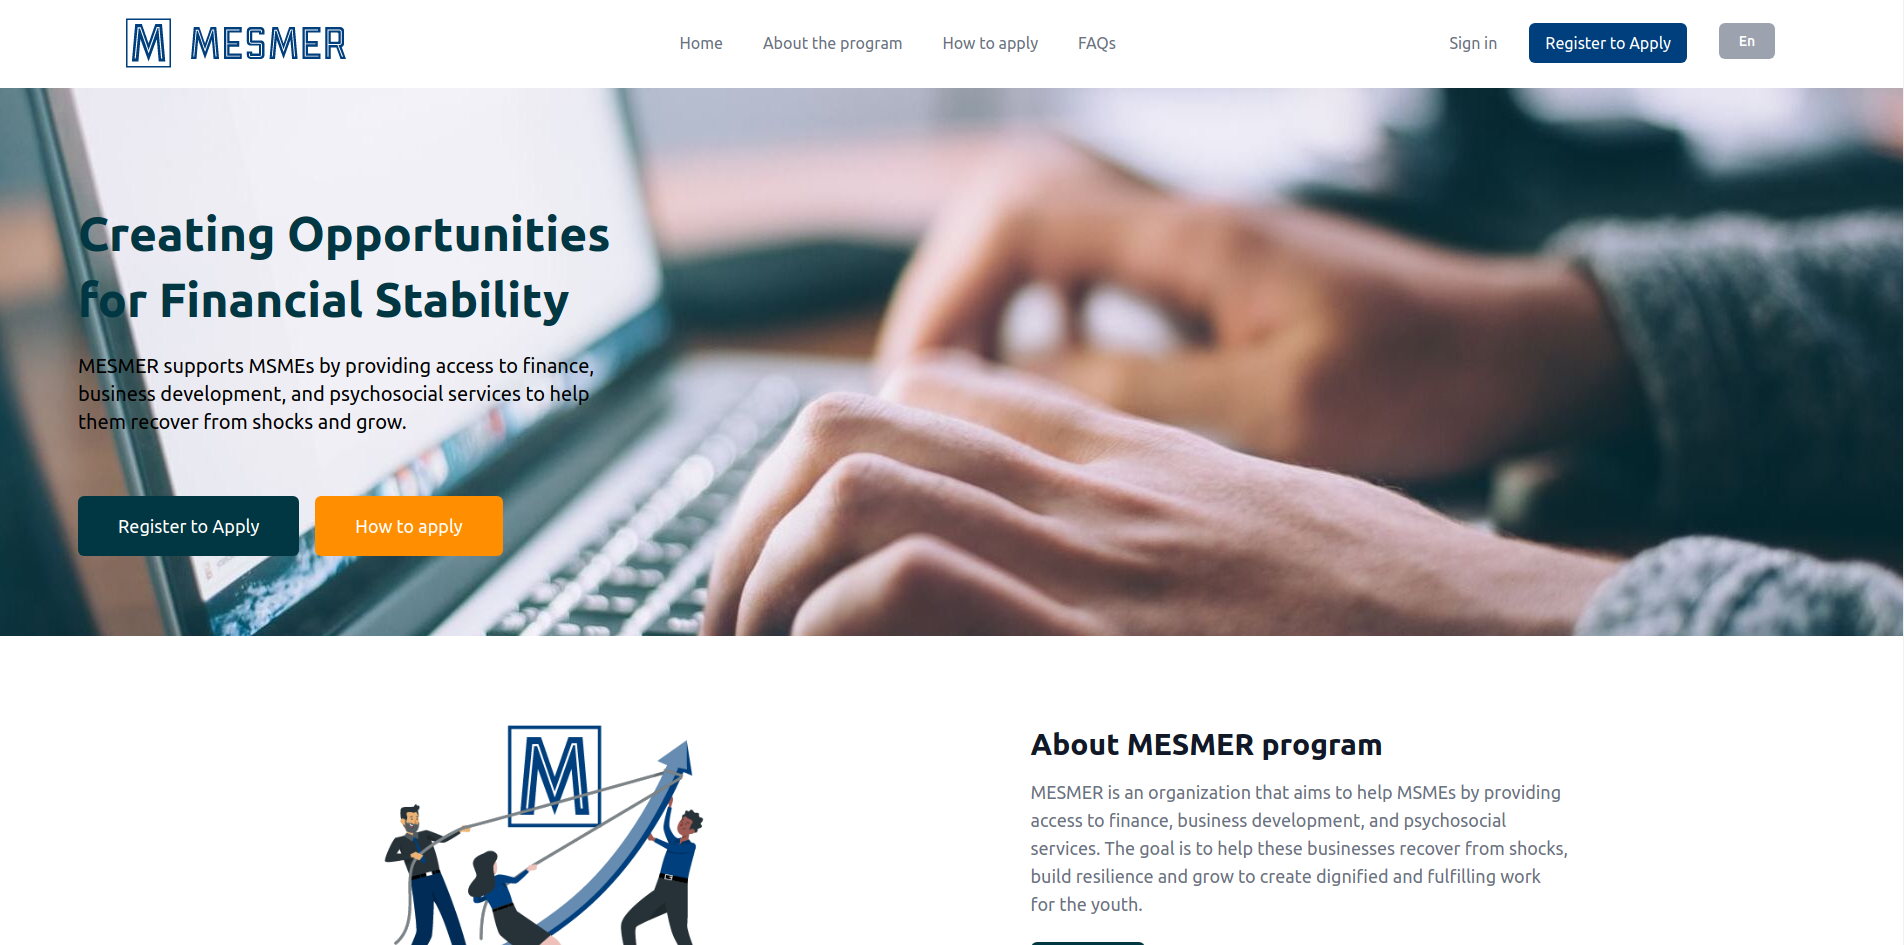 M MESMER
Home About the program How to apply FAQs
Sign in Register to Apply En
Creating Opportunities
for Financial Stability
MESMER supports MSMEs by providing access to finance,
business development, and psychosocial services to help
them recover from shocks and grow.
Register to Apply How to apply
M
About MESMER program
MESMER is an organization that aims to help MSMEs by providing
access to finance, business development, and psychosocial
services. The goal is to help these businesses recover from shocks,
build resilience and grow to create dignified and fulfilling work
for the youth.